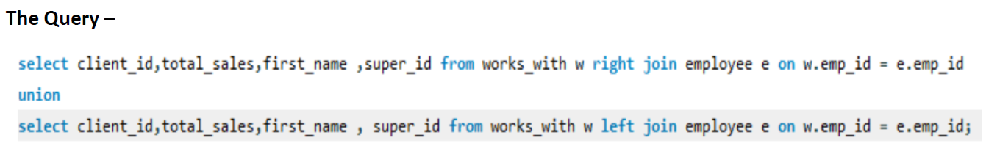 The Query –
select client_id,total_sales,first_name ,super_id from works_with w right join employee e on w.emp_id = e.emp_id
union
select client_id,total_sales,first_name , super_id from works_with w left join employee e on w.emp_id = e.emp_id;